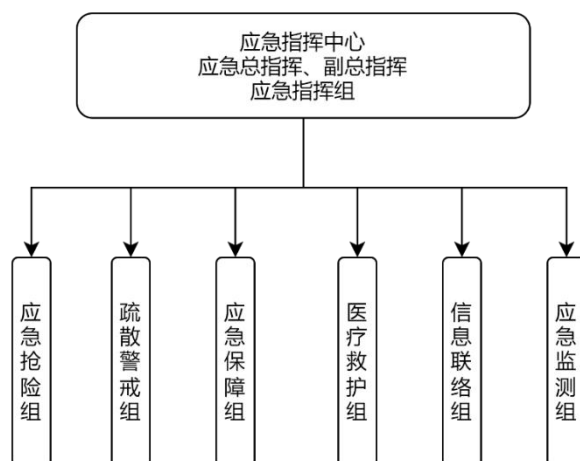 应急指挥中心
应急总指挥、副总指挥
应急指挥组
应急抢险组
疏散警戒组
应急保障组
医疗救护组
信息联络组
应急监测组